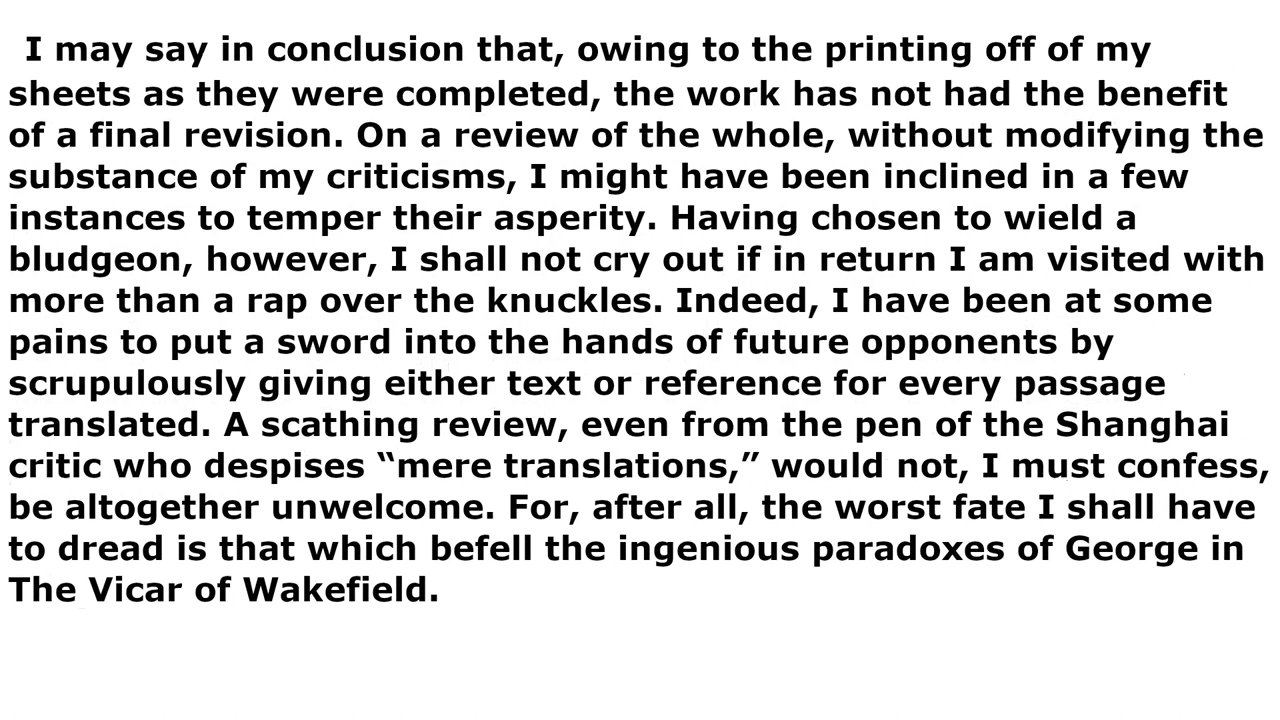 I may say in conclusion that, owing to the printing off of my
sheets as they were completed, the work has not had the benefit
of a final revision. On a review of the whole, without modifying the
substance of my criticisms, I might have been inclined in a few
instances to temper their asperity. Having chosen to wield a
bludgeon, however, I shall not cry out if in return I am visited with
more than a rap over the knuckles. Indeed, I have been at some
pains to put a sword into the hands of future opponents by
scrupulously giving either text or reference for every passage
translated. A scathing review, even from the pen of the Shanghai
critic who despises “mere translations,” would not, I must confess,
be altogether unwelcome. For, after all, the worst fate I shall have
to dread is that which befell the ingenious paradoxes of George in
The Vicar of Wakefield.